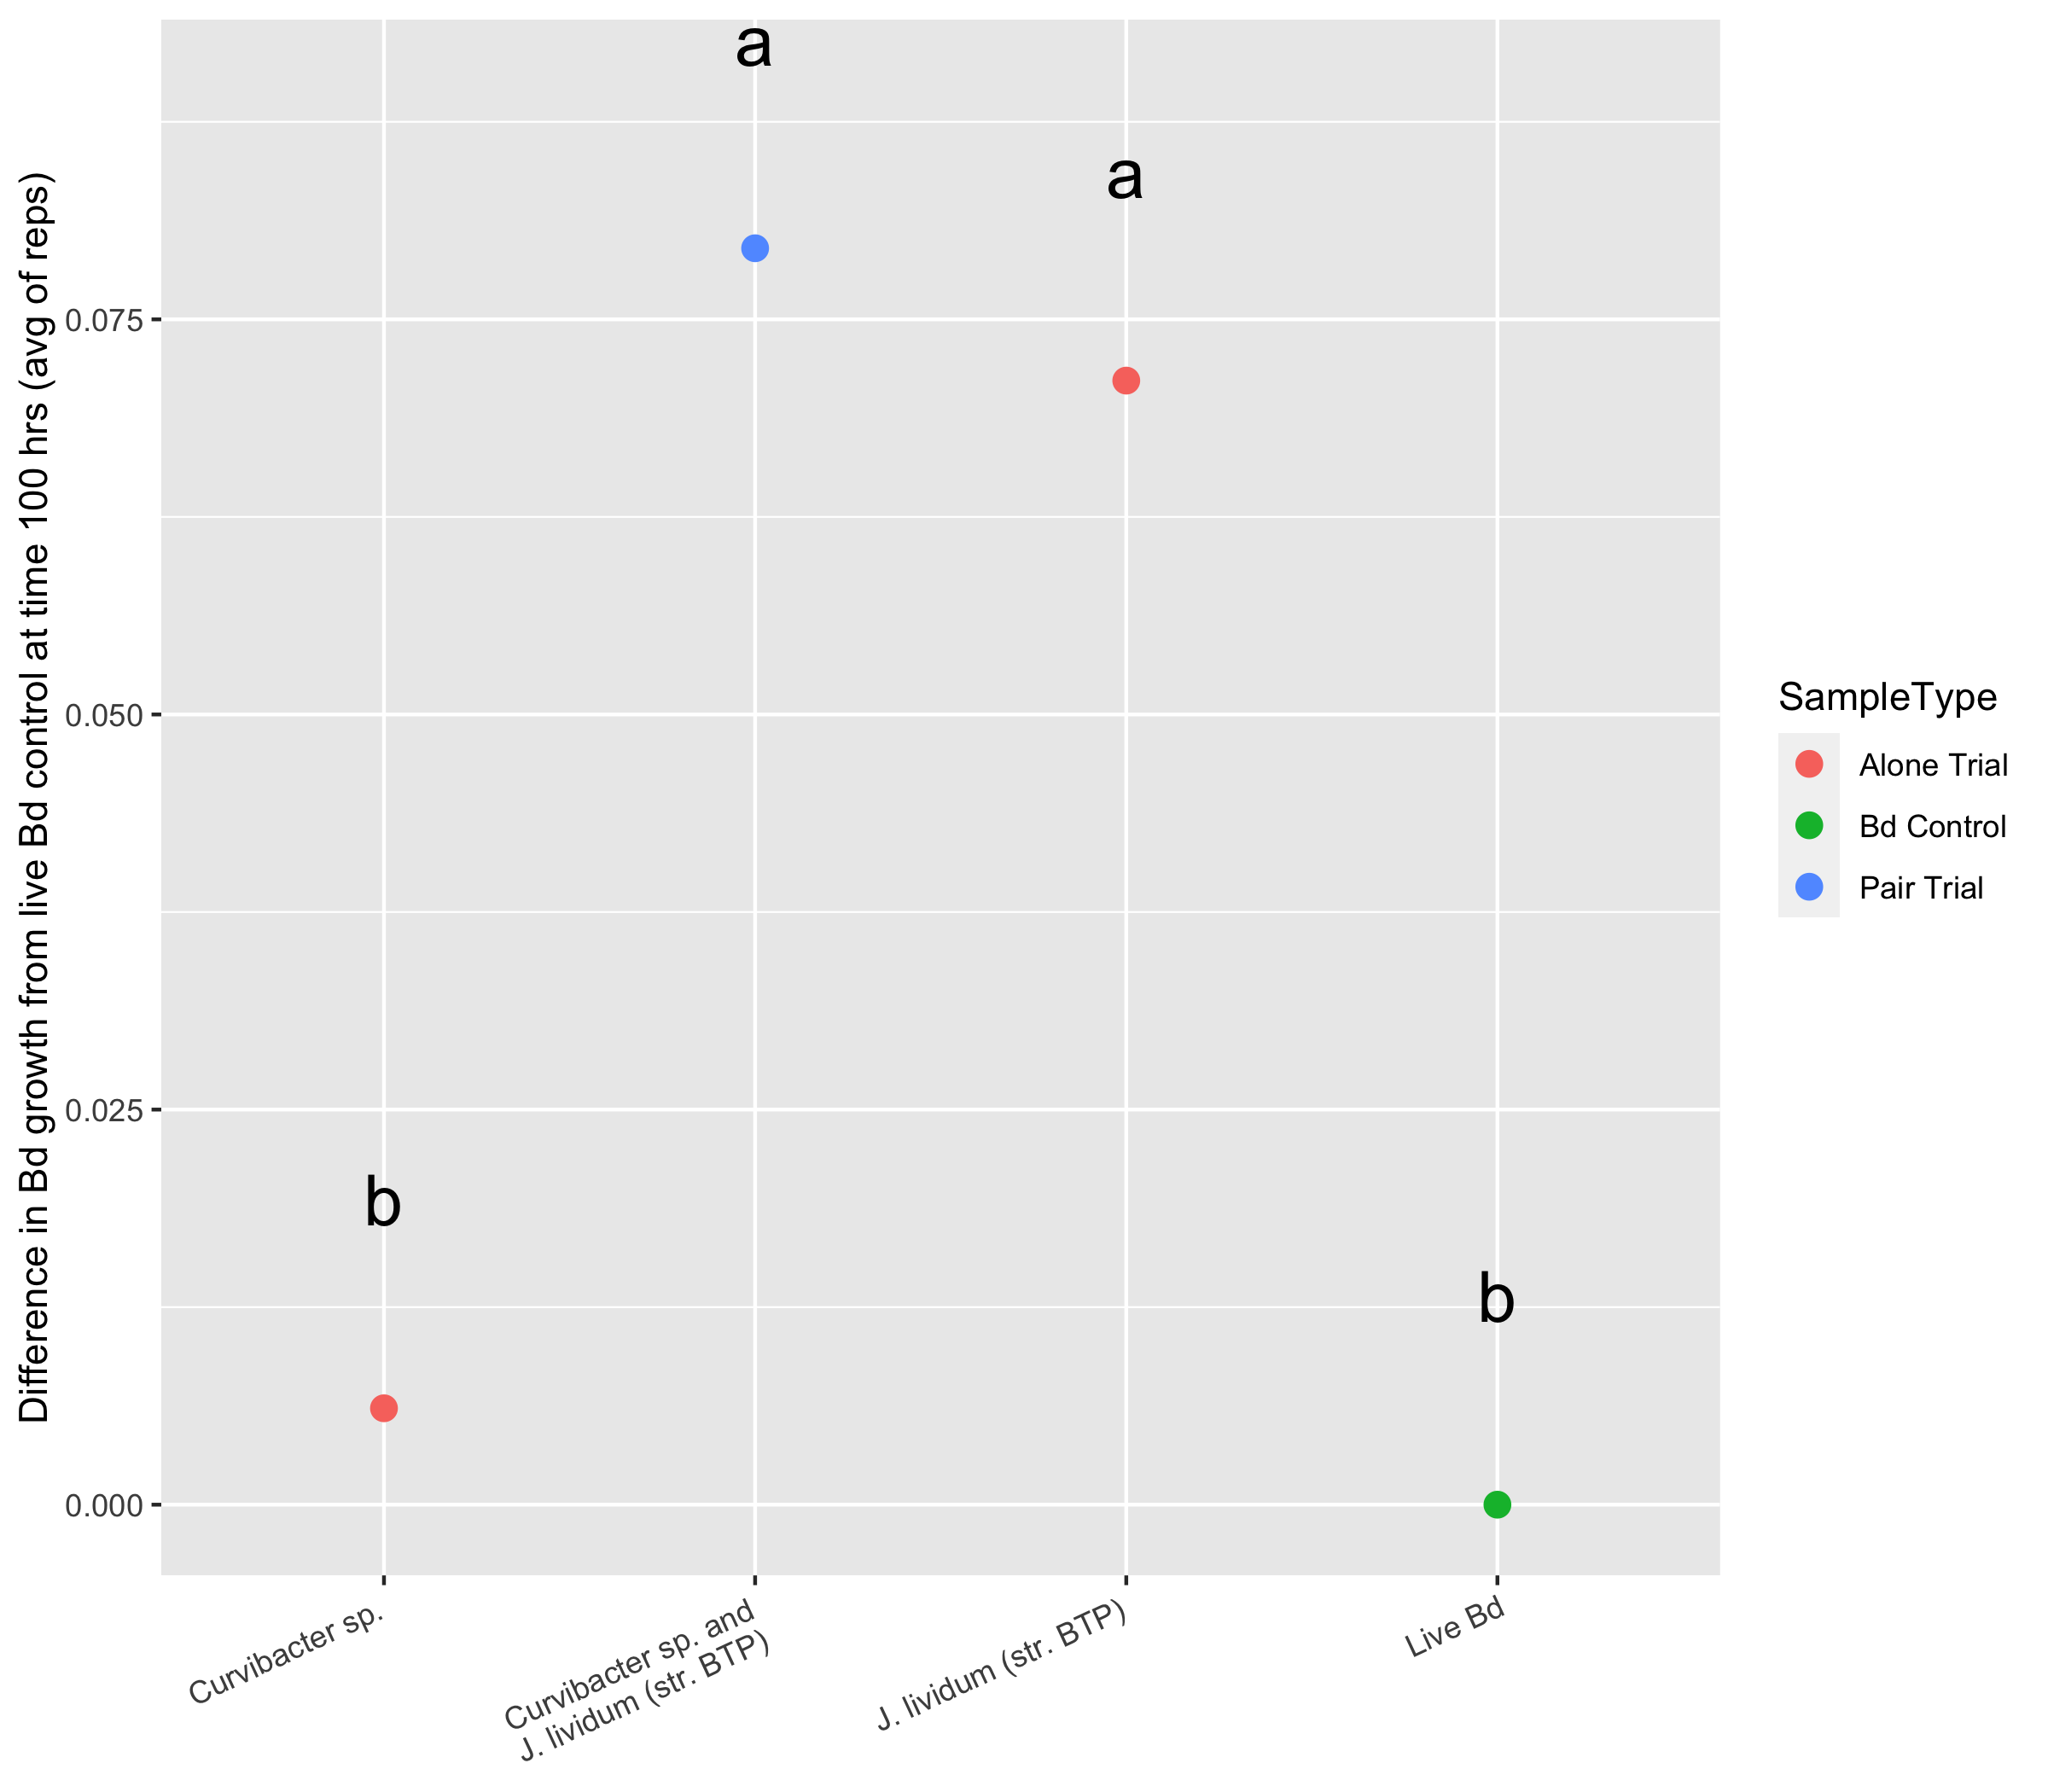 Difference in Bd growth from live Bd control at time 100 hrs (avg of reps)
0.075
0.050
0.025
0.000
a
a
b
b
Curvibacter sp.
Curvibacter sp. and
J. lividum (str. BTP)
J. lividum (str. BTP)
Live Bd
SampleType
Alone Trial
Bd Control
Pair Trial